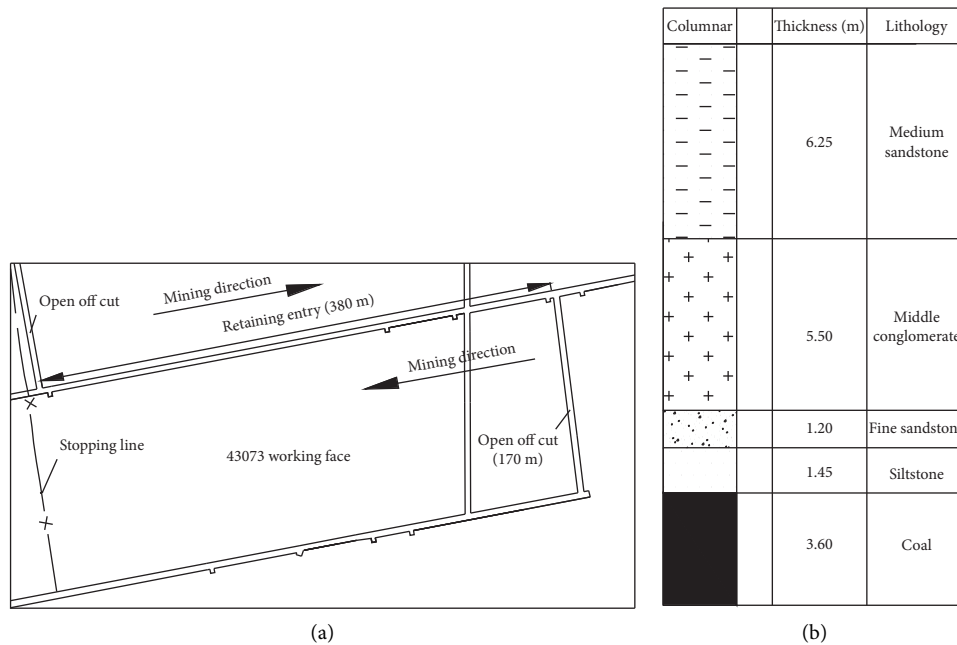 Open off cut
Mining direction
Retaining entry (380 m)
Mining direction
Stopping line
43073 working face
Open off cut
(170 m)
(a)
Columnar Thickness (m) Lithology
6.25 Medium
sandstone
5.50 Middle
conglomerate
1.20 Fine sandston
1.45 Siltstone
3.60 Coal
(b)